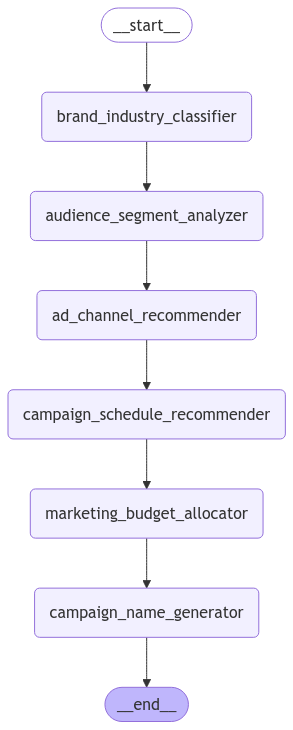 __start__
brand_industry_classifier
audience_segment_analyzer
ad_channel_recommender
campaign_schedule_recommender
marketing_budget_allocator
campaign_name_generator
__end__